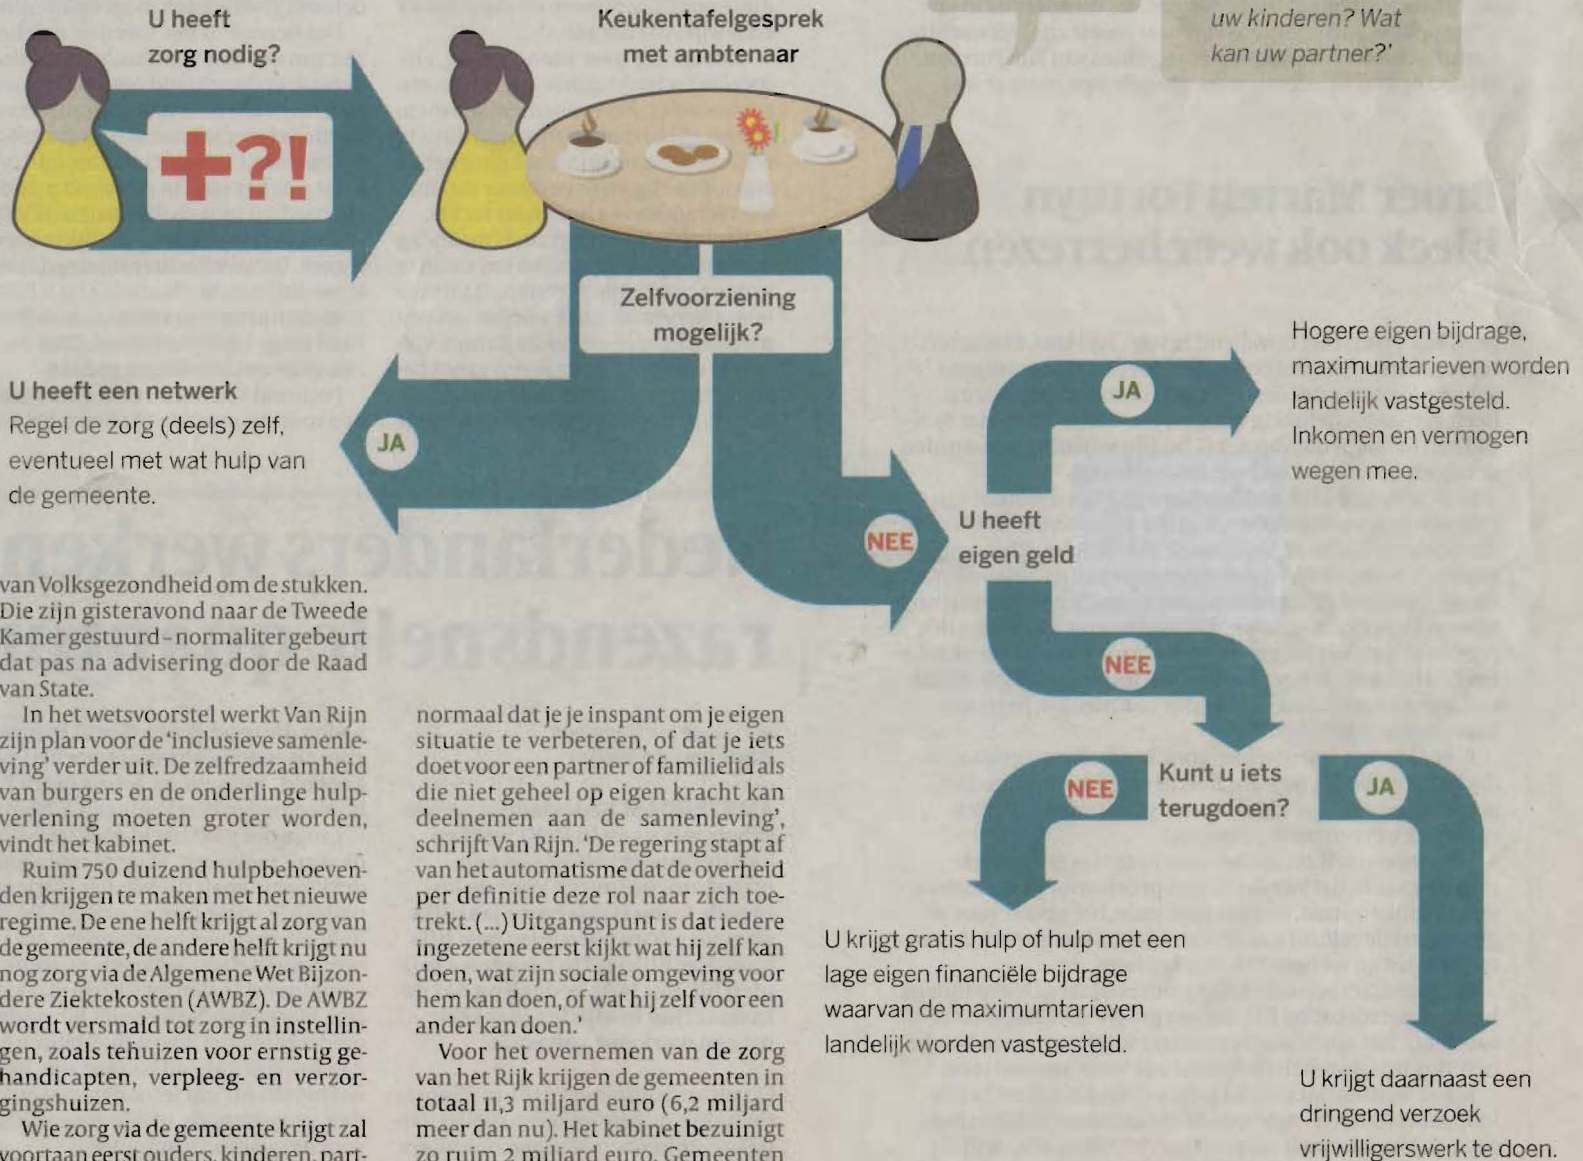 U heeft
zorg nodig?
+?!
Keukentafelgesprek
met ambtenaar
uw kinderen? Wat
kan uw partner?'
Zelfvoorziening
mogelijk?
JA
U heeft een netwerk
Regel de zorg (deels) zelf,
eventueel met wat hulp van
de gemeente.
NEE
U heeft
eigen geld
JA
Hogere eigen bijdrage,
maximumtarieven worden
landelijk vastgesteld.
Inkomen en vermogen
wegen mee.
NEE
Kunt u iets
terugdoen?
NEE
U krijgt gratis hulp of hulp met een
lage eigen financiële bijdrage
waarvan de maximumtarieven
landelijk worden vastgesteld.
JA
U krijgt daarnaast een
dringend verzoek
vrijwilligerswerk te doen.
van Volksgezondheid om de stukken.
Die zijn gisteravond naar de Tweede
Kamer gestuurd – normaliter gebeurt
dat pas na advisering door de Raad
van State.
In het wetsvoorstel werkt Van Rijn
zijn plan voor de 'inclusieve samenle-
ving' verder uit. De zelfredzaamheid
van burgers en de onderlinge hulp-
verlening moeten groter worden,
vindt het kabinet.
Ruim 750 duizend hulpbehoeven-
den krijgen te maken met het nieuwe
regime. De ene helft krijgt al zorg van
de gemeente, de andere helft krijgt nu
nog zorg via de Algemene Wet Bijzon-
dere Ziektekosten (AWBZ). De AWBZ
wordt versmald tot zorg in instellin-
gen, zoals tehuizen voor ernstig ge-
handicapten, verpleeg- en verzor-
gingshuizen.
Wie zorg via de gemeente krijgt zal
voortaan eerst ouders, kinderen, part-
normaal dat je je inspant om je eigen
situatie te verbeteren, of dat je iets
doet voor een partner of familielid als
die niet geheel op eigen kracht kan
deelnemen aan de samenleving',
schrijft Van Rijn. 'De regering stapt af
van het automatisme dat de overheid
per definitie deze rol naar zich toe-
trekt. (...) Uitgangspunt is dat iedere
ingezetene eerst kijkt wat hij zelf kan
doen, wat zijn sociale omgeving voor
hem kan doen, of wat hij zelf voor een
ander kan doen.'
Voor het overnemen van de zorg
van het Rijk krijgen de gemeenten in
totaal 11,3 miljard euro (6,2 miljard
meer dan nu). Het kabinet bezuinigt
zo ruim 2 miljard euro. Gemeenten